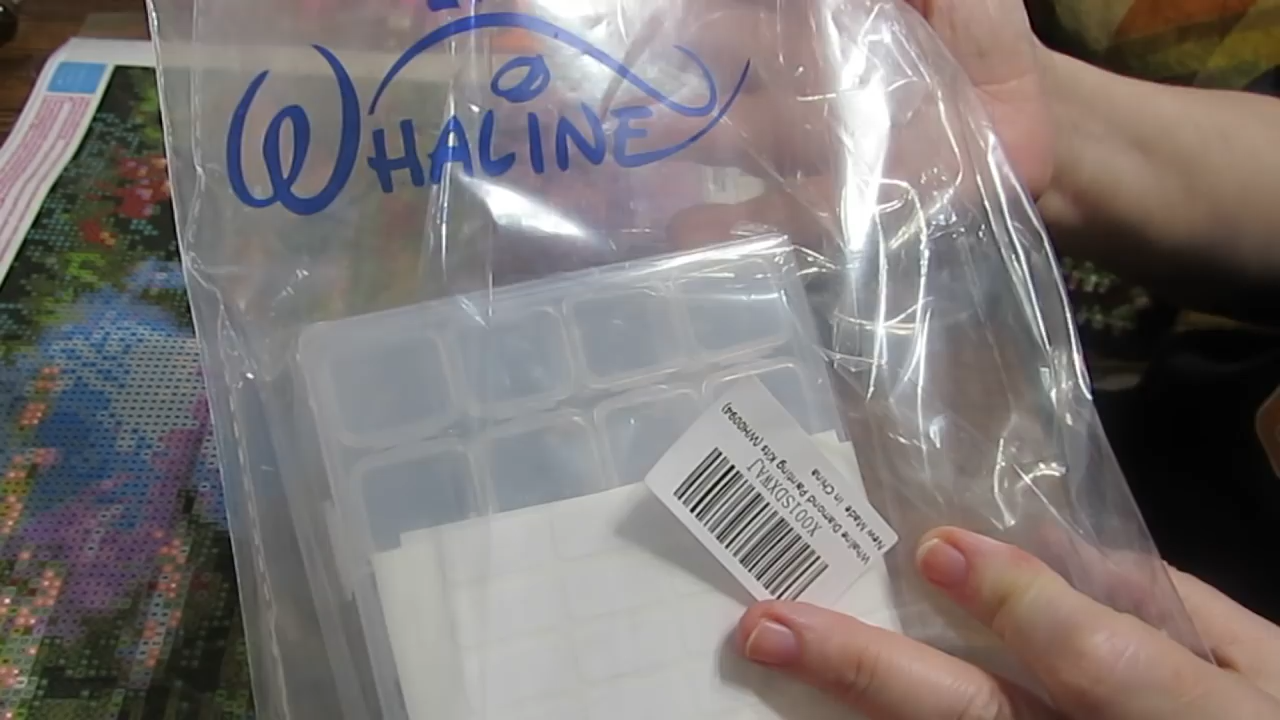 WHALINE
Whaline Diamond Painting Kits (WH0094)
New Made In China
X001SDXWAJ